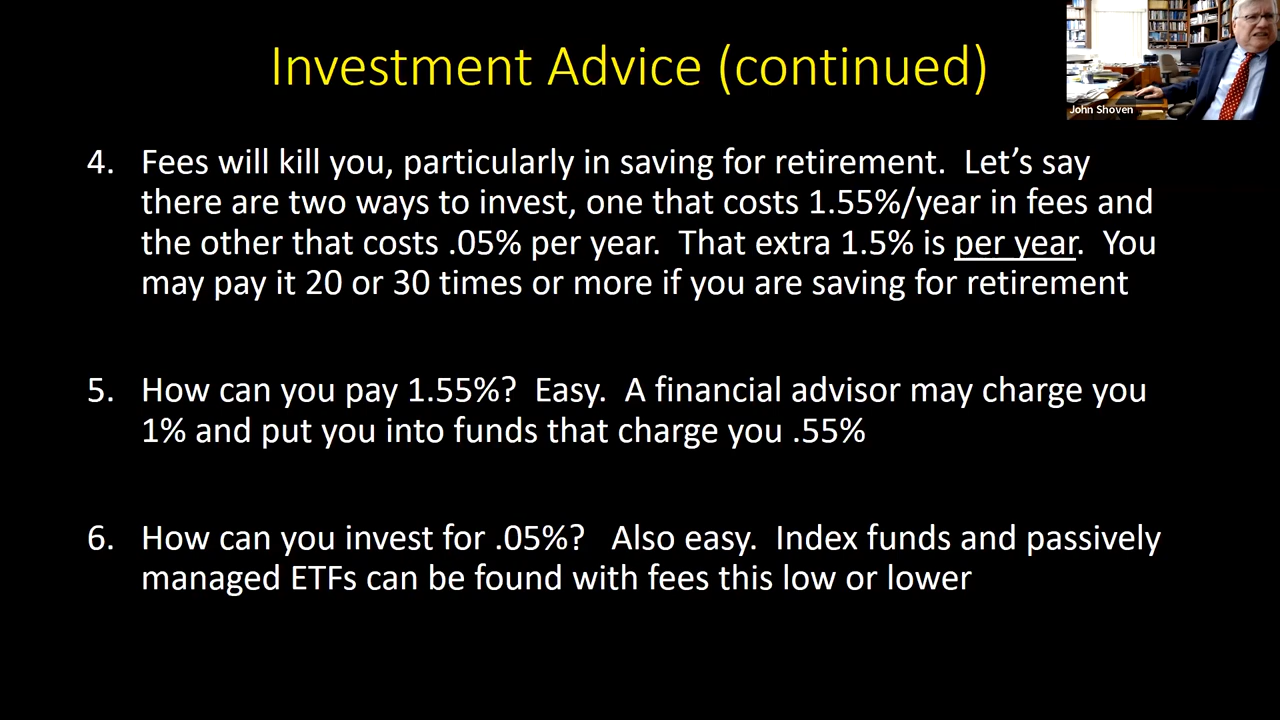 Investment Advice (continued)
John Shoven
4. Fees will kill you, particularly in saving for retirement. Let’s say
there are two ways to invest, one that costs 1.55%/year in fees and
the other that costs .05% per year. That extra 1.5% is per year. You
may pay it 20 or 30 times or more if you are saving for retirement
5. How can you pay 1.55%? Easy. A financial advisor may charge you
1% and put you into funds that charge you .55%
6. How can you invest for .05%? Also easy. Index funds and passively
managed ETFs can be found with fees this low or lower